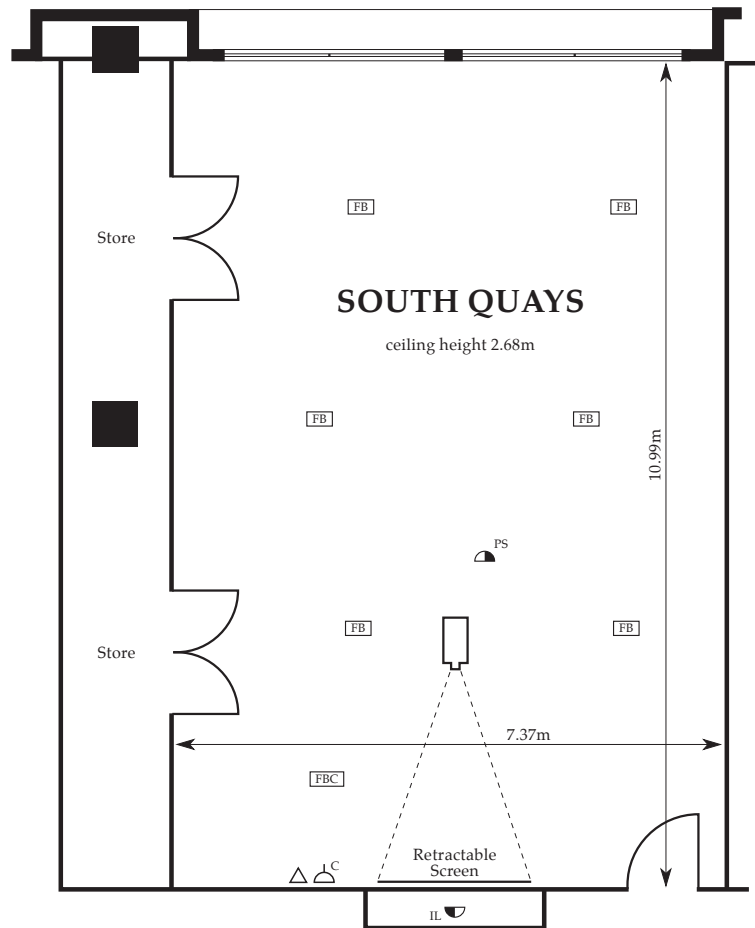 FB
FB
Store
SOUTH QUAYS
ceiling height 2.68m
FB
FB
10.99m
PS
FB
FB
Store
7.37m
FBC
Retractable
Screen
C
IL